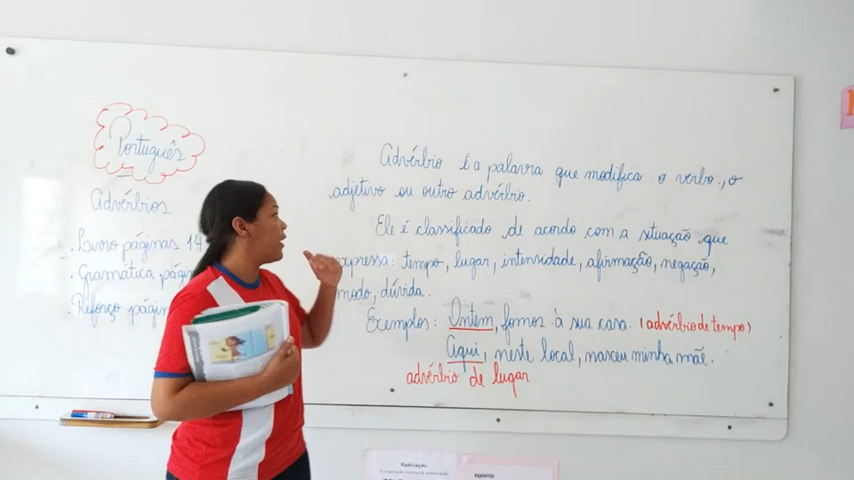 Português
Advérbios
. Livro páginas 14
. Gramática pági
. Reforço págin
Advérbio é a palavra que modifica o verbo, o
adjetivo ou outro advérbio.
Ele é classificado de acordo com a situação que
expressa: tempo, lugar, intensidade, afirmação, negação,
modo, dúvida.
Exemplos: Ontem, fomos à sua casa. (advérbio de tempo)
Aqui, neste local, nasceu minha mãe.
advérbio de lugar
Radiciação